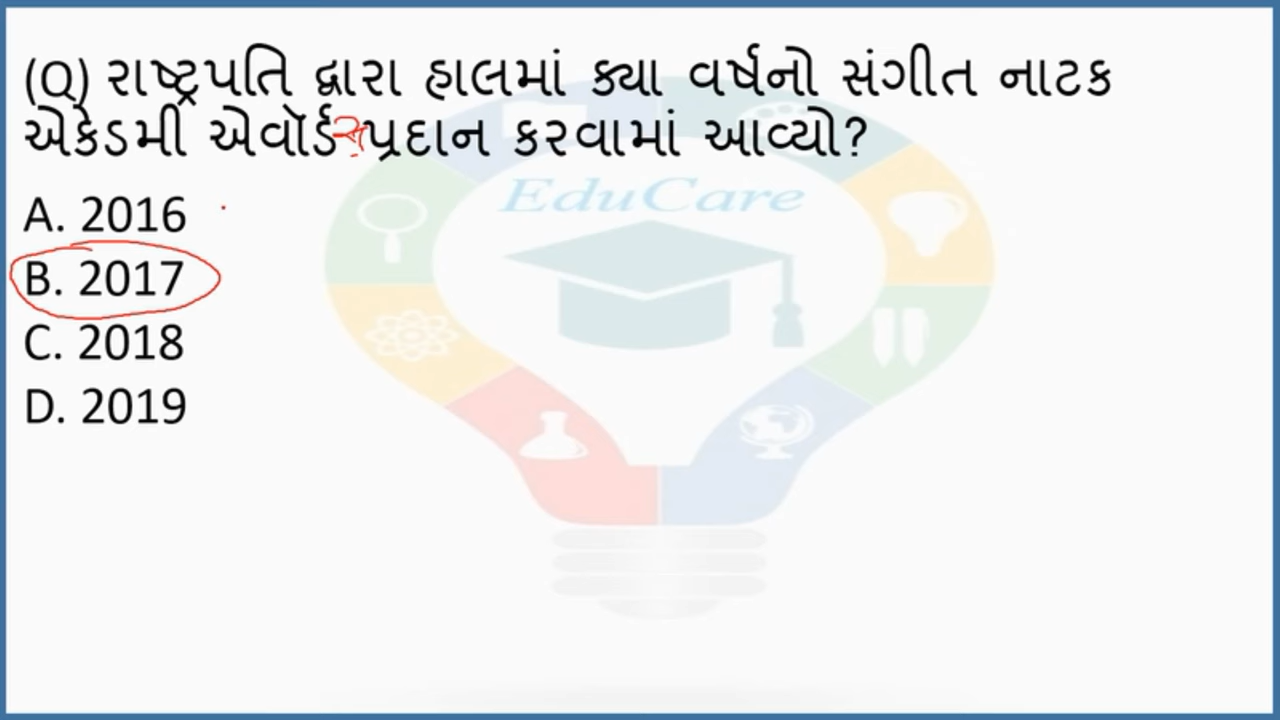 (Q) રાષ્ટ્રપતિ દ્વારા હાલમાં ક્યા વર્ષનો સંગીત નાટક
એકેડમી એવૉર્ડ પ્રદાન કરવામાં આવ્યો?
EduCare
A. 2016
B. 2017
C. 2018
D. 2019